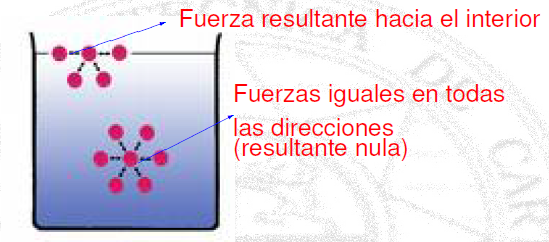 Fuerza resultante hacia el interior
Fuerzas iguales en todas
las direcciones
(resultante nula)